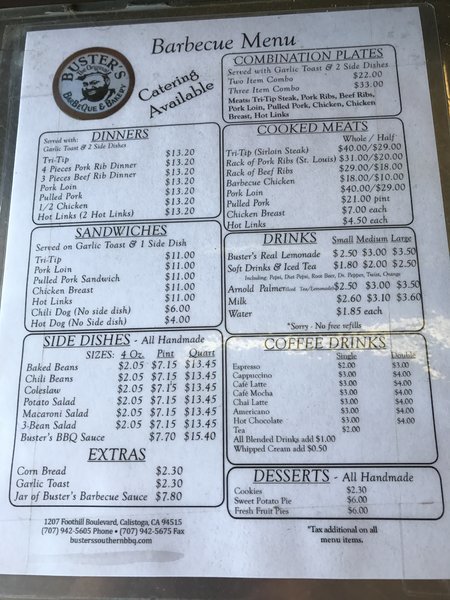 Barbecue Menu
BUSTER'S
Original
BARBEQUE & BAKERY
Catering
Available
COMBINATION PLATES
Served with Garlic Toast & 2 Side Dishes
Two Item Combo $22.00
Three Item Combo $33.00
Meats: Tri-Tip Steak, Pork Ribs, Beef Ribs,
Pork Loin, Pulled Pork, Chicken, Chicken
Breast, Hot Links
Served with: DINNERS
Garlic Toast & 2 Side Dishes
Tri-Tip $13.20
4 Pieces Pork Rib Dinner $13.20
3 Pieces Beef Rib Dinner $13.20
Pork Loin $13.20
Pulled Pork $13.20
1/2 Chicken $13.20
Hot Links (2 Hot Links) $13.20
COOKED MEATS
Whole / Half
Tri-Tip (Sirloin Steak) $40.00/$29.00
Rack of Pork Ribs (St. Louis) $31.00/$20.00
Rack of Beef Ribs $29.00/$18.00
Barbecue Chicken $18.00/$10.00
Pork Loin $40.00/$29.00
Pulled Pork $21.00 pint
Chicken Breast $7.00 each
Hot Links $4.50 each
SANDWICHES
Served on Garlic Toast & 1 Side Dish
Tri-Tip $11.00
Pork Loin $11.00
Pulled Pork Sandwich $11.00
Chicken Breast $11.00
Hot Links $11.00
Chili Dog (No side dish) $6.00
Hot Dog (No Side dish) $4.00
DRINKS Small Medium Large
Buster's Real Lemonade $2.50 $3.00 $3.50
Soft Drinks & Iced Tea $1.80 $2.00 $2.50
Including: Pepsi, Diet Pepsi, Root Beer, Dr. Pepper, Twist, Orange
Arnold Palmer (Iced Tea/Lemonade) $2.50 $3.00 $3.50
Milk $2.60 $3.10 $3.60
Water $1.85 each
*Sorry - No free refills
SIDE DISHES - All Handmade
SIZES: 4 Oz. Pint Quart
Baked Beans $2.05 $7.15 $13.45
Chili Beans $2.05 $7.15 $13.45
Coleslaw $2.05 $7.15 $13.45
Potato Salad $2.05 $7.15 $13.45
Macaroni Salad $2.05 $7.15 $13.45
3-Bean Salad $2.05 $7.15 $13.45
Buster's BBQ Sauce $7.70 $15.40
EXTRAS
Corn Bread $2.30
Garlic Toast $2.30
Jar of Buster's Barbecue Sauce $7.80
COFFEE DRINKS
Single Double
Espresso $2.00 $3.00
Cappuccino $3.00 $4.00
Café Latte $3.00 $4.00
Café Mocha $3.00 $4.00
Chai Latte $3.00 $4.00
Americano $3.00 $4.00
Hot Chocolate $3.00 $4.00
Tea $2.00
All Blended Drinks add $1.00
Whipped Cream add $0.50
DESSERTS - All Handmade
Cookies $2.30
Sweet Potato Pie $6.00
Fresh Fruit Pies $6.00
1207 Foothill Boulevard, Calistoga, CA 94515
(707) 942-5605 Phone • (707) 942-5675 Fax
busterssouthernbbq.com
*Tax additional on all
menu items.